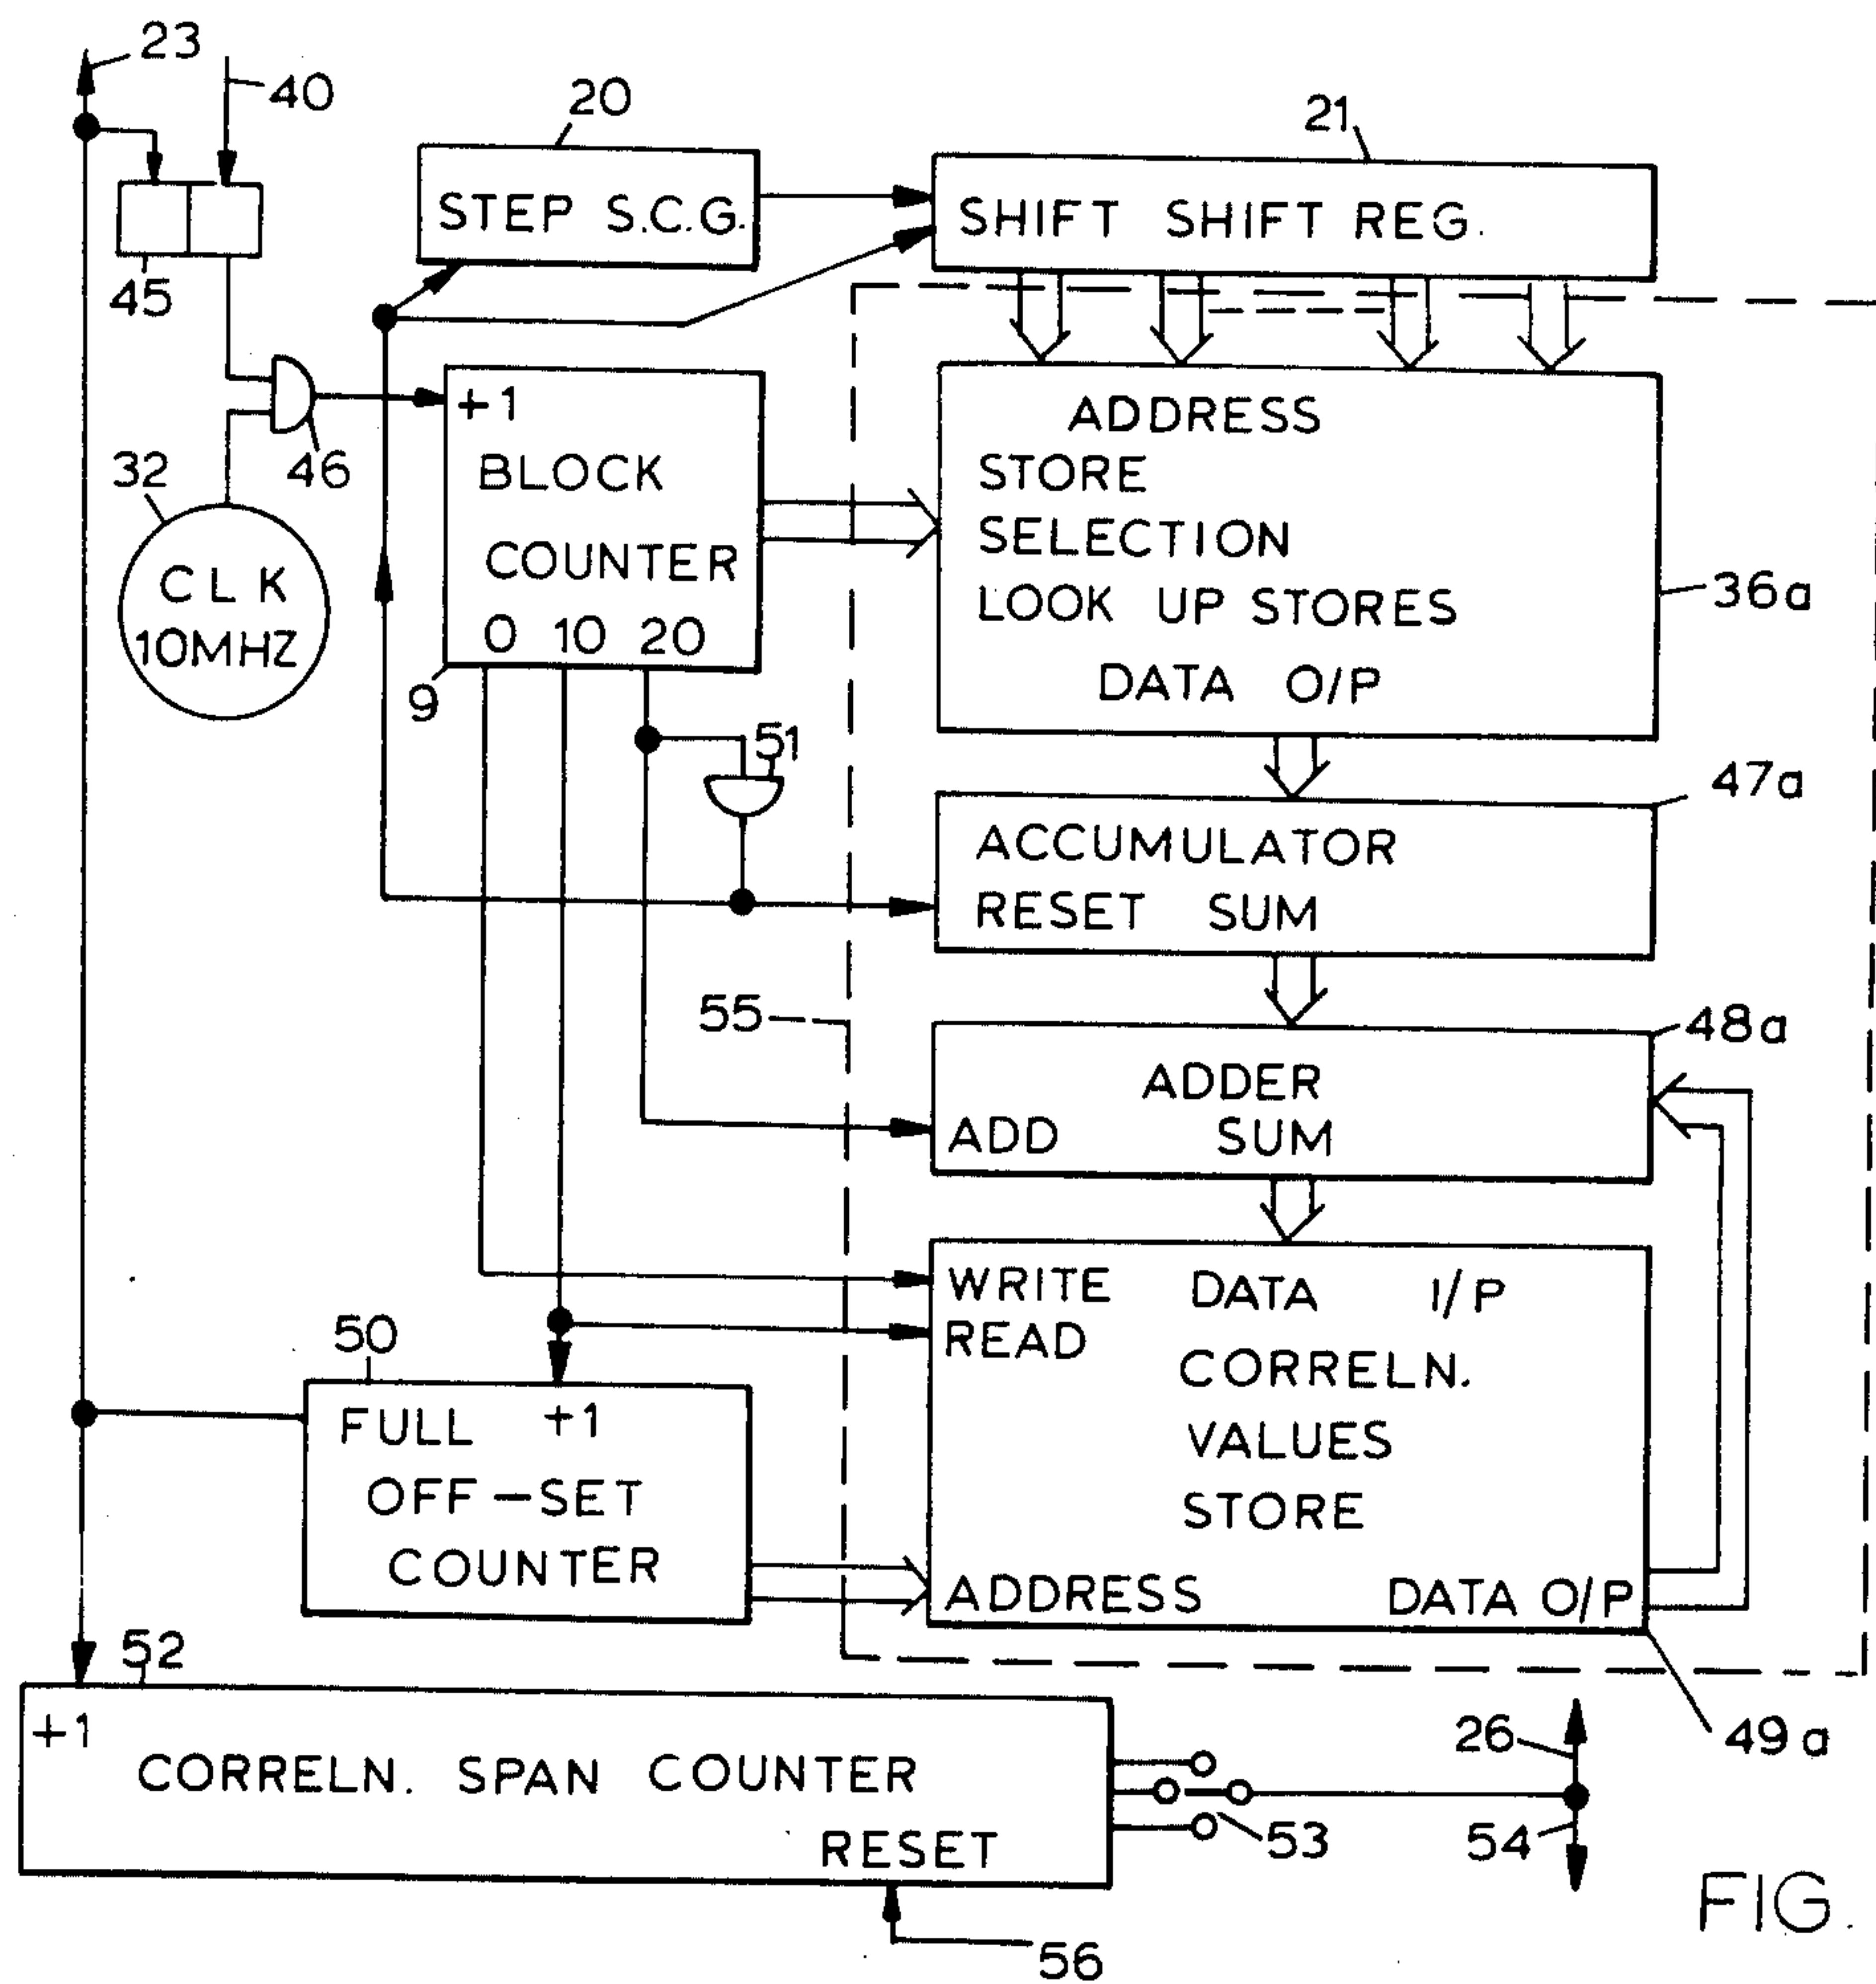 23
40
20
21
STEP S.C.G.
SHIFT SHIFT REG.
45
+1
BLOCK
COUNTER
0 10 20
46
32
CLK
10MHZ
9
ADDRESS
STORE
SELECTION
LOOK UP STORES
DATA O/P
36a
51
47a
ACCUMULATOR
RESET SUM
55
48a
ADDER
ADD SUM
WRITE DATA I/P
READ
CORRELN.
VALUES
STORE
ADDRESS DATA O/P
50
FULL +1
OFF-SET
COUNTER
52
+1
CORRELN. SPAN COUNTER
RESET
53
26
54
49a
56
FIG.